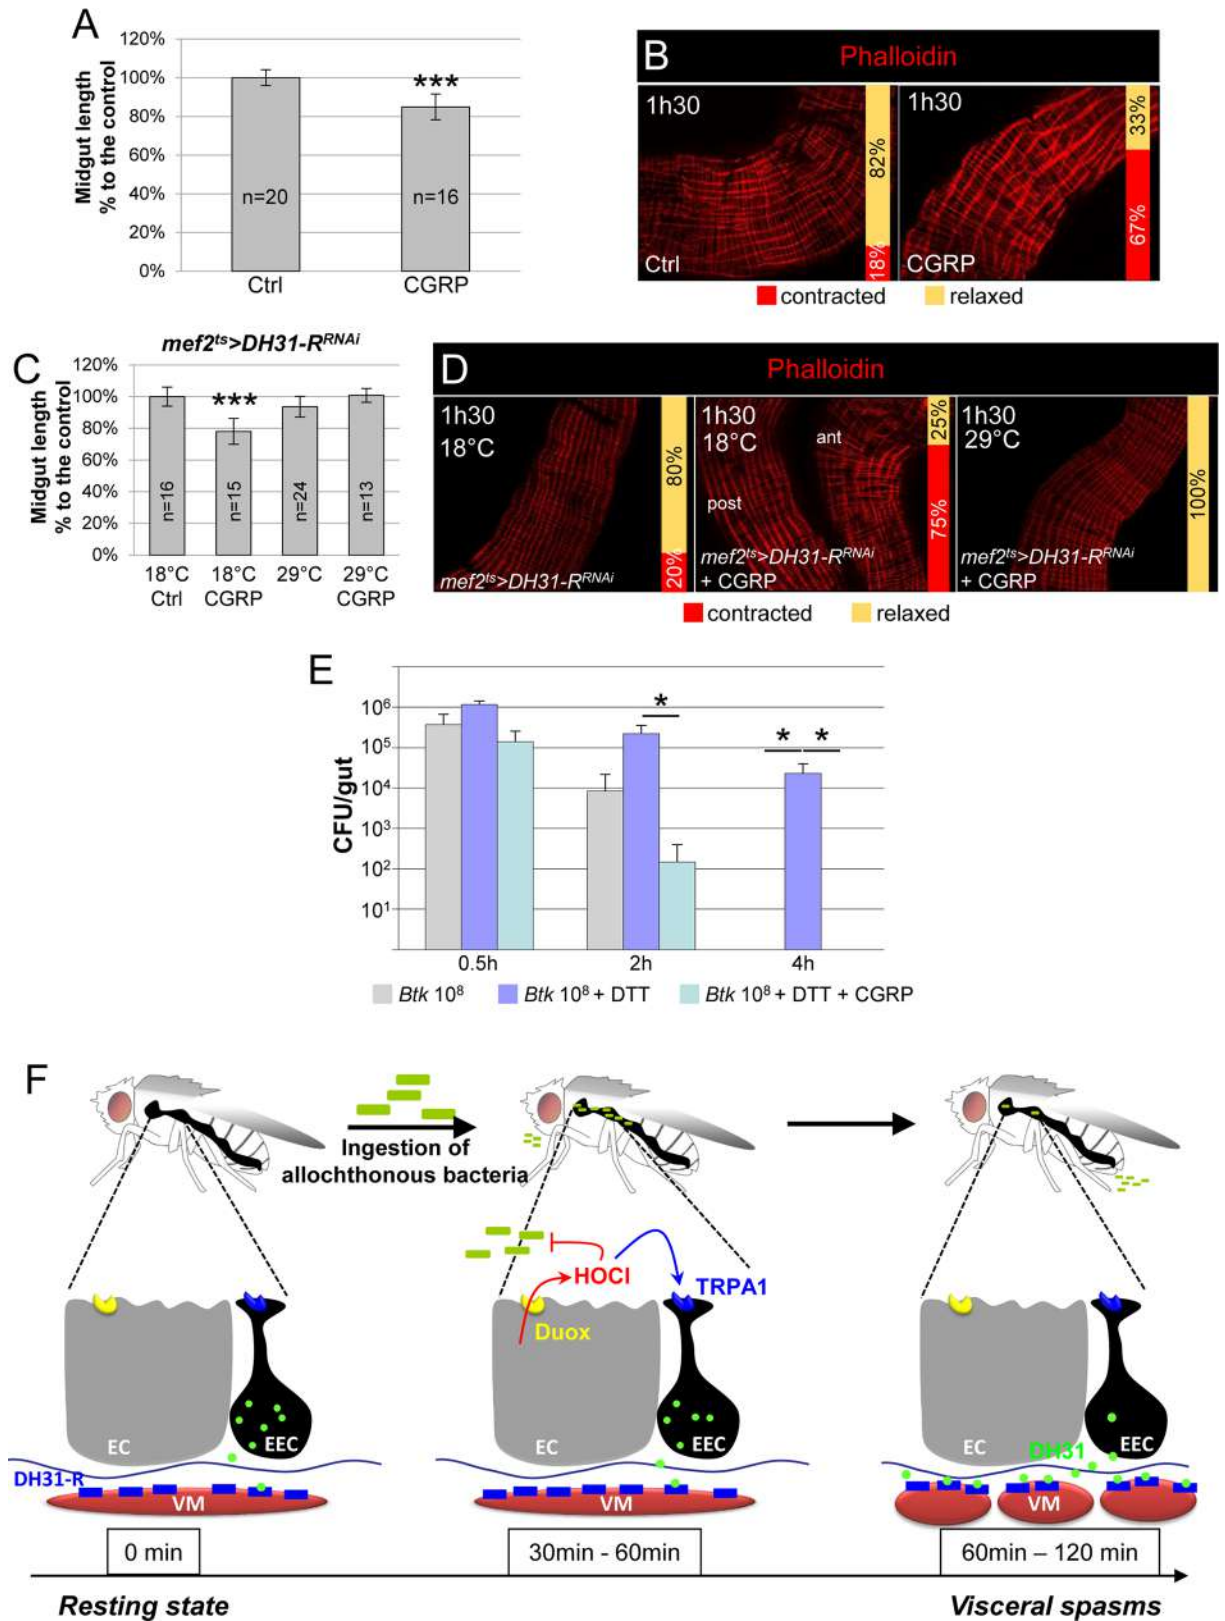 A
120%
100%
80%
60%
40%
20%
0%
Midgut length
% to the control
***
n=20
n=16
Ctrl
CGRP
B
Phalloidin
1h30
Ctrl
82%
18%
1h30
CGRP
33%
67%
contracted
relaxed
C
mef2ts>DH31-RRNAi
120%
100%
80%
60%
40%
20%
0%
Midgut length
% to the control
***
n=16
n=15
n=24
n=13
18°C
Ctrl
18°C
CGRP
29°C
29°C
CGRP
D
Phalloidin
1h30
18°C
mef2ts>DH31-RRNAi
80%
20%
1h30
18°C
ant
post
mef2ts>DH31-RRNAi
+ CGRP
25%
75%
1h30
29°C
mef2ts>DH31-RRNAi
+ CGRP
100%
contracted
relaxed
E
CFU/gut
10⁶
10⁵
10⁴
10³
10²
10¹
*
* *
0.5h
2h
4h
Btk 10⁸
Btk 10⁸ + DTT
Btk 10⁸ + DTT + CGRP
F
Ingestion of
allochthonous bacteria
HOCl
TRPA1
Duox
EC
EEC
DH31-R
VM
EC
EEC
VM
EC
EEC
DH31
VM
0 min
30min - 60min
60min – 120 min
Resting state
Visceral spasms